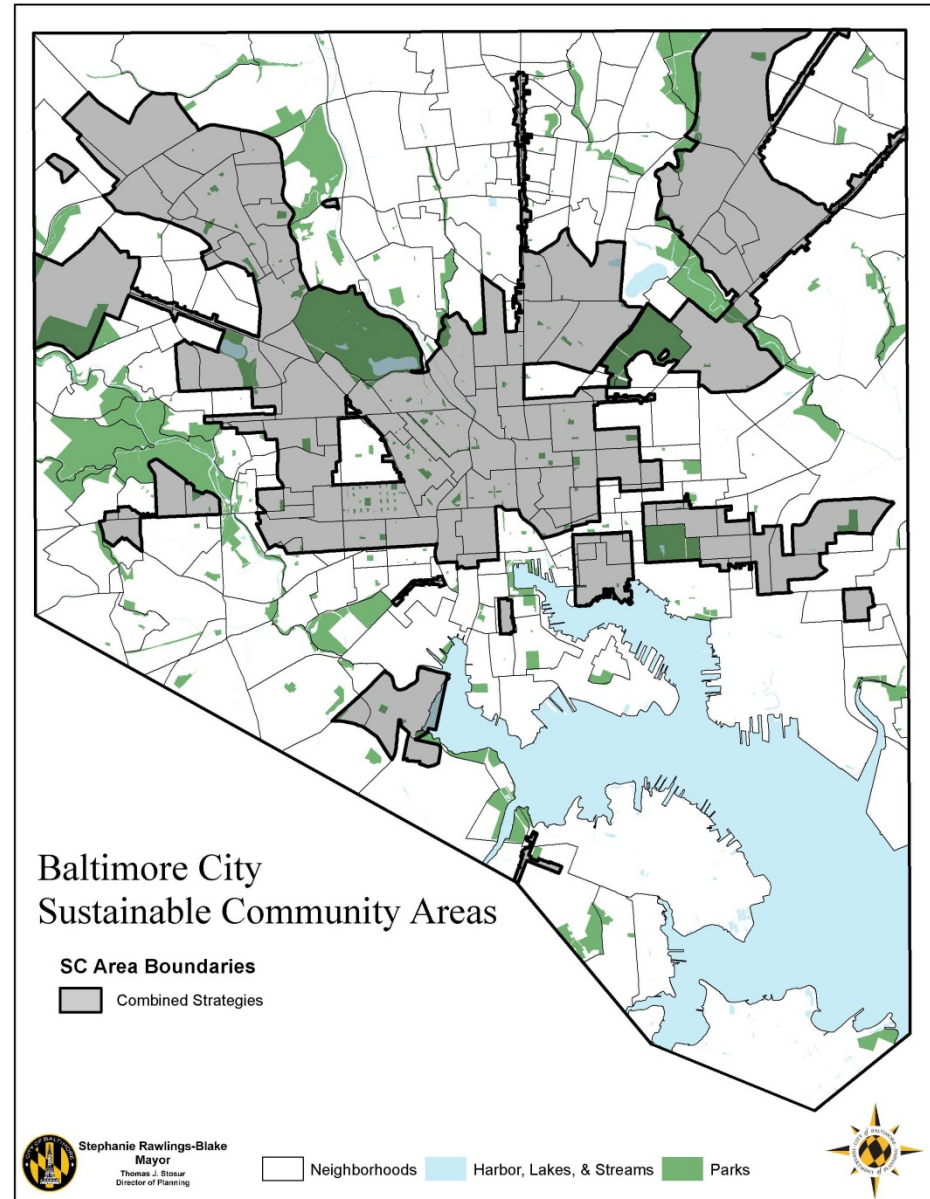 Baltimore City
Sustainable Community Areas
SC Area Boundaries
Combined Strategies
Stephanie Rawlings-Blake
Mayor
Thomas J. Stosur
Director of Planning
Neighborhoods
Harbor, Lakes, & Streams
Parks